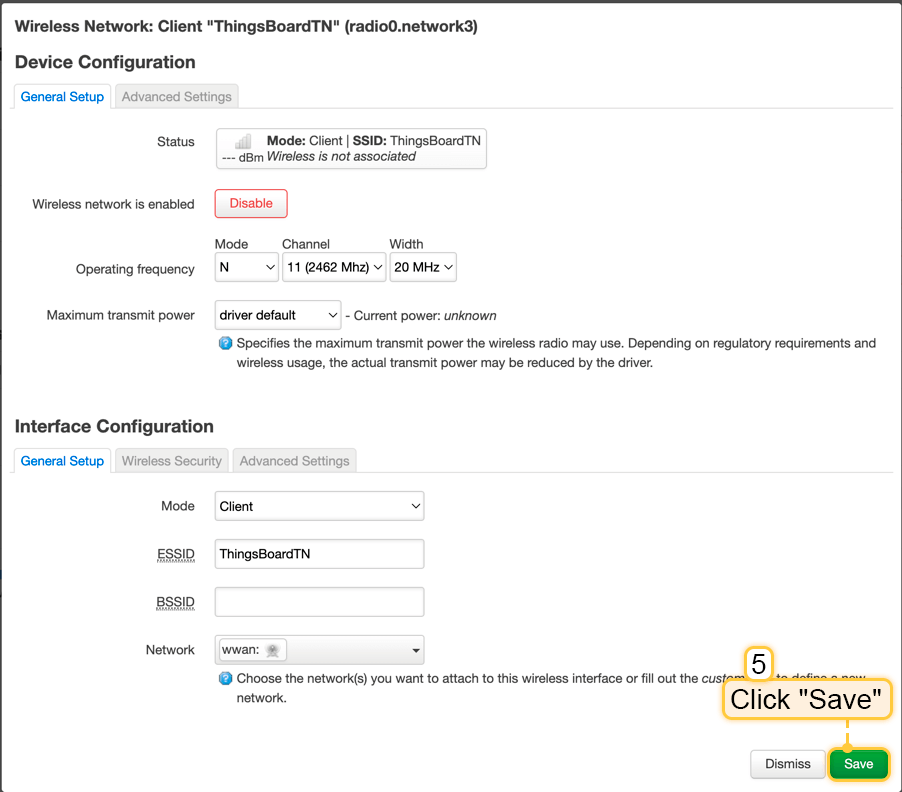 Wireless Network: Client "ThingsBoardTN" (radio0.network3)
Device Configuration
General Setup Advanced Settings
Status
Mode: Client | SSID: ThingsBoardTN
--- dBm Wireless is not associated
Wireless network is enabled Disable
Mode Channel Width
Operating frequency N 11 (2462 Mhz) 20 MHz
Maximum transmit power driver default - Current power: unknown
Specifies the maximum transmit power the wireless radio may use. Depending on regulatory requirements and
wireless usage, the actual transmit power may be reduced by the driver.
Interface Configuration
General Setup Wireless Security Advanced Settings
Mode Client
ESSID ThingsBoardTN
BSSID
Network wwan:
Choose the network(s) you want to attach to this wireless interface or fill out the to define a new
network.
5
Click "Save"
Dismiss Save